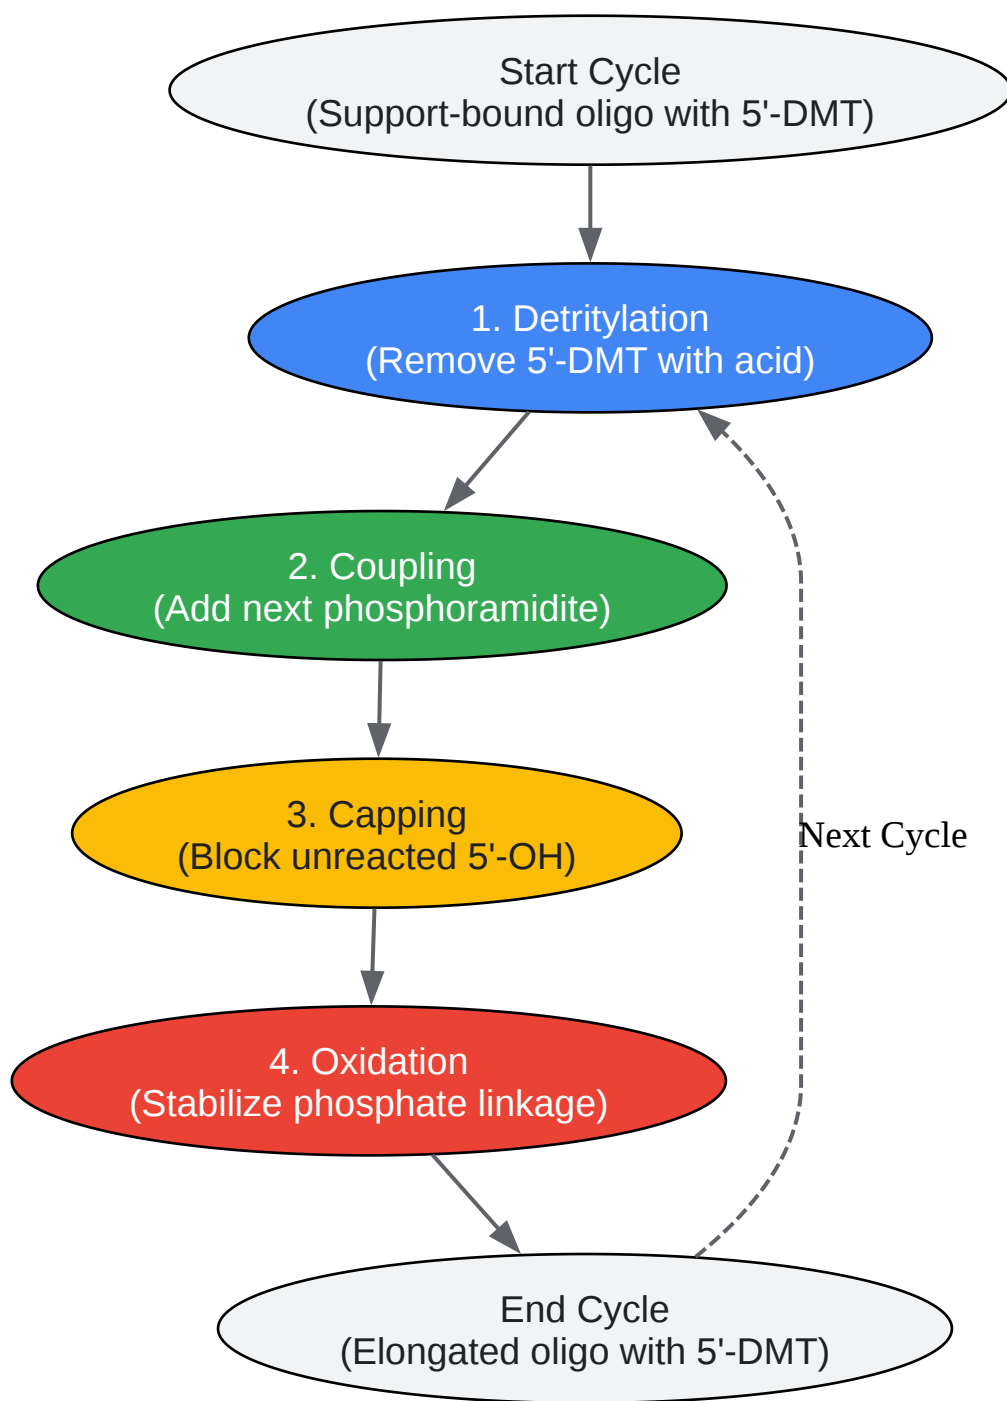 Start Cycle
(Support-bound oligo with 5'-DMT)
1. Detritylation
(Remove 5'-DMT with acid)
2. Coupling
(Add next phosphoramidite)
3. Capping
(Block unreacted 5'-OH)
Next Cycle
4. Oxidation
(Stabilize phosphate linkage)
End Cycle
(Elongated oligo with 5'-DMT)